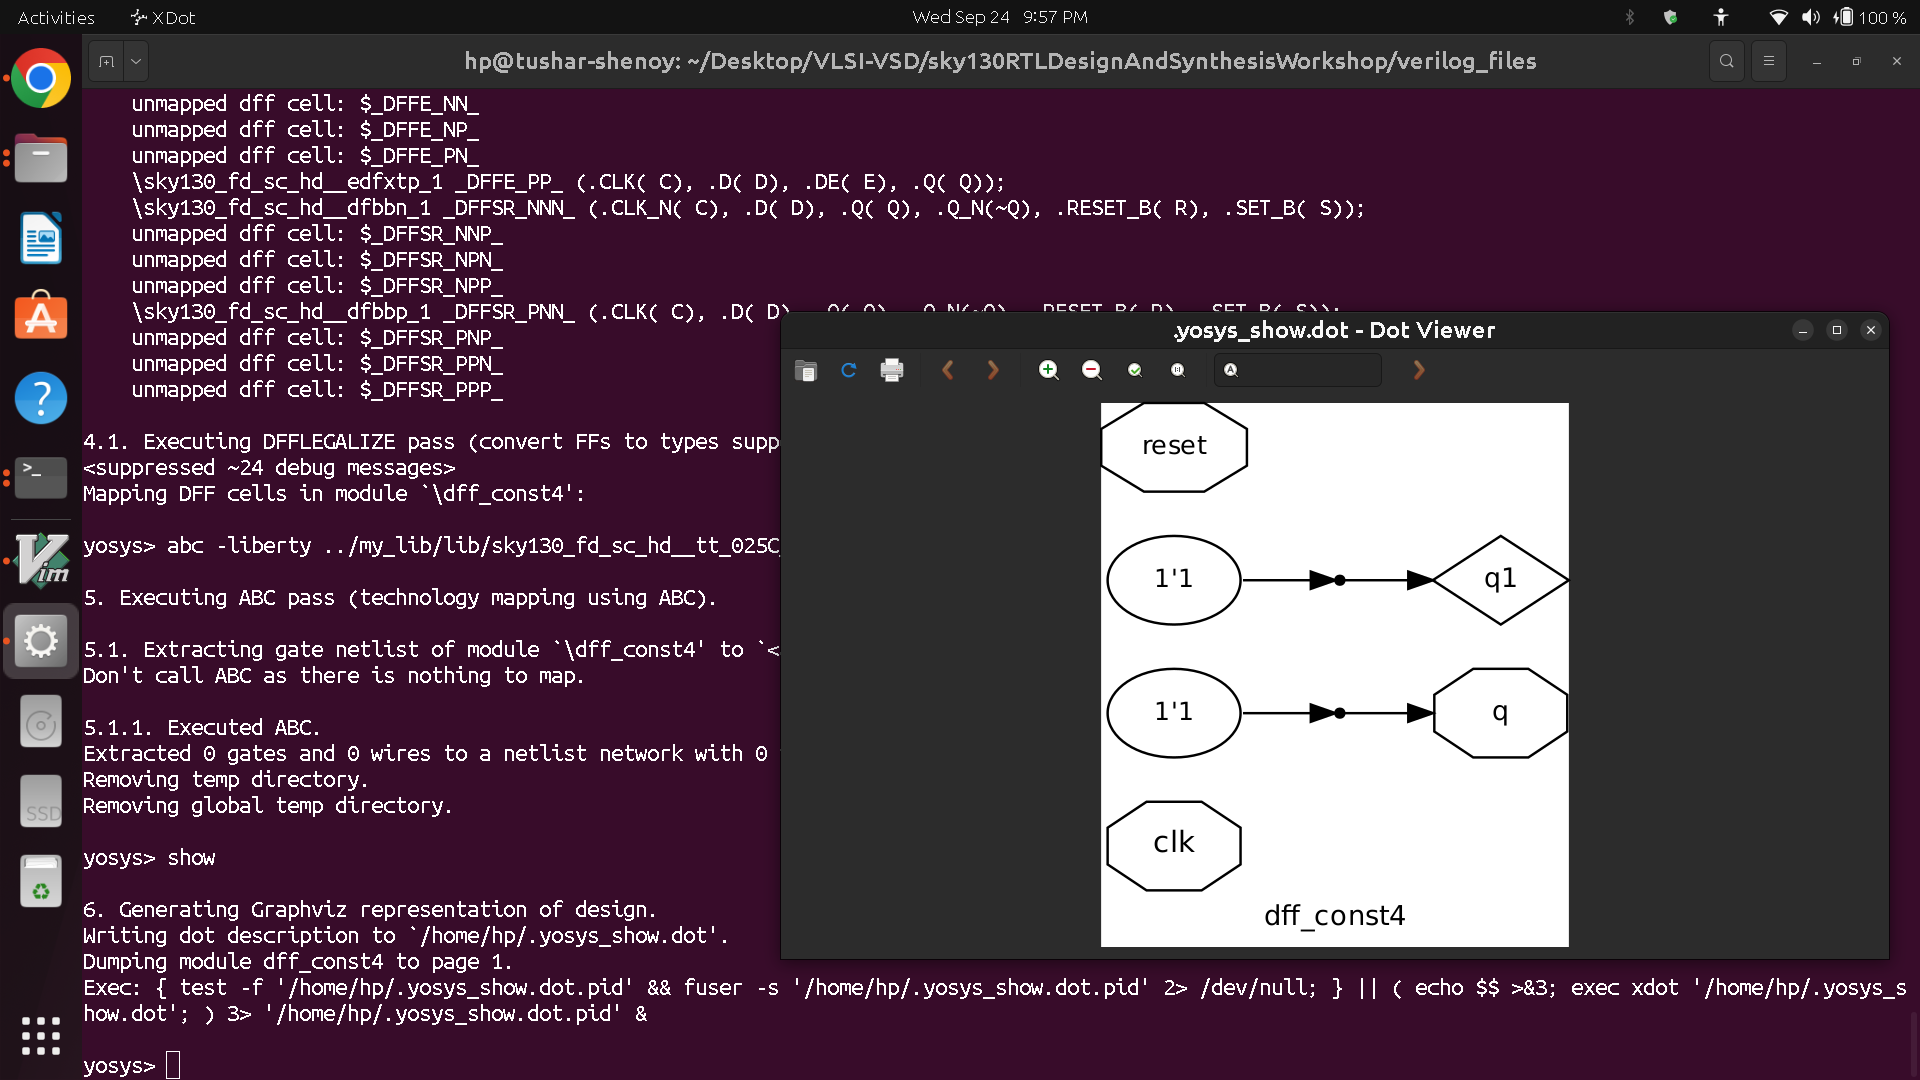 Activities
XDot
Wed Sep 24 9:57 PM
100 %
hp@tushar-shenoy: ~/Desktop/VLSI-VSD/sky130RTLDesignAndSynthesisWorkshop/verilog_files
unmapped dff cell: $_DFFE_NN_
unmapped dff cell: $_DFFE_NP_
unmapped dff cell: $_DFFE_PN_
\sky130_fd_sc_hd__edfxtp_1 _DFFE_PP_ (.CLK( C), .D( D), .DE( E), .Q( Q));
\sky130_fd_sc_hd__dfbbn_1 _DFFSR_NNN_ (.CLK_N( C), .D( D), .Q( Q), .Q_N(~Q), .RESET_B( R), .SET_B( S));
unmapped dff cell: $_DFFSR_NNP_
unmapped dff cell: $_DFFSR_NPN_
unmapped dff cell: $_DFFSR_NPP_
\sky130_fd_sc_hd__dfbbp_1 _DFFSR_PNN_ (.CLK( C), .D( D), .Q( Q), .Q_N(~Q), .RESET_B( R), .SET_B( S));
unmapped dff cell: $_DFFSR_PNP_
unmapped dff cell: $_DFFSR_PPN_
unmapped dff cell: $_DFFSR_PPP_
4.1. Executing DFFLEGALIZE pass (convert FFs to types supp
<suppressed ~24 debug messages>
Mapping DFF cells in module `\dff_const4':
yosys> abc -liberty ../my_lib/lib/sky130_fd_sc_hd__tt_025C_
5. Executing ABC pass (technology mapping using ABC).
5.1. Extracting gate netlist of module `\dff_const4' to `<
Don't call ABC as there is nothing to map.
5.1.1. Executed ABC.
Extracted 0 gates and 0 wires to a netlist network with 0
Removing temp directory.
Removing global temp directory.
yosys> show
6. Generating Graphviz representation of design.
Writing dot description to `/home/hp/.yosys_show.dot'.
Dumping module dff_const4 to page 1.
Exec: { test -f '/home/hp/.yosys_show.dot.pid' && fuser -s '/home/hp/.yosys_show.dot.pid' 2> /dev/null; } || ( echo $$ >&3; exec xdot '/home/hp/.yosys_s
how.dot'; ) 3> '/home/hp/.yosys_show.dot.pid' &
yosys>
.yosys_show.dot - Dot Viewer
reset
1'1
q1
1'1
q
clk
dff_const4
>_
Vim
SSD
?